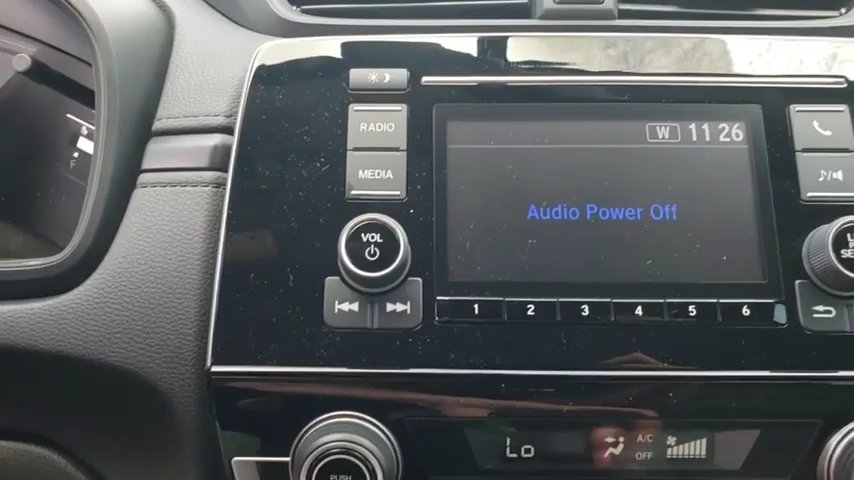 RADIO
W 11 26
MEDIA
Audio Power Off
VOL
1 2 3 4 5 6
Lo
A/C
OFF
PUSH
F